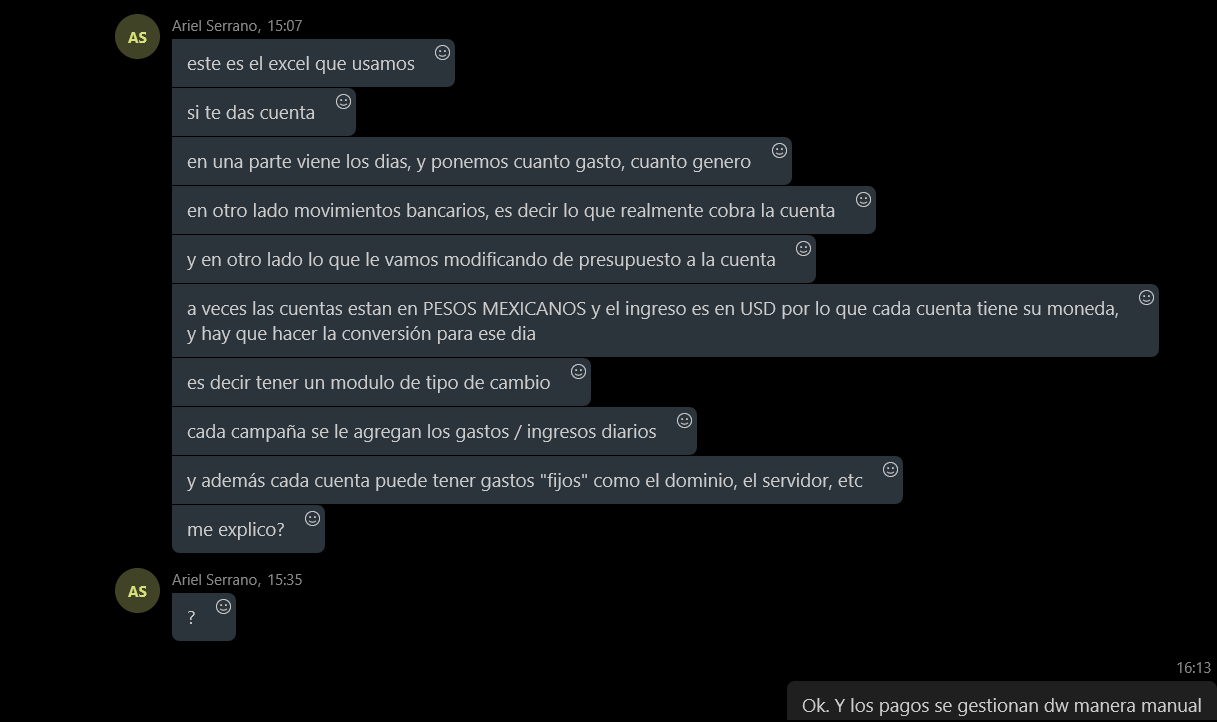 Ariel Serrano, 15:07
AS
este es el excel que usamos
si te das cuenta
en una parte viene los dias, y ponemos cuanto gasto, cuanto genero
en otro lado movimientos bancarios, es decir lo que realmente cobra la cuenta
y en otro lado lo que le vamos modificando de presupuesto a la cuenta
a veces las cuentas estan en PESOS MEXICANOS y el ingreso es en USD por lo que cada cuenta tiene su moneda,
y hay que hacer la conversión para ese dia
es decir tener un modulo de tipo de cambio
cada campaña se le agregan los gastos / ingresos diarios
y además cada cuenta puede tener gastos "fijos" como el dominio, el servidor, etc
me explico?
Ariel Serrano, 15:35
AS
?
16:13
Ok. Y los pagos se gestionan dw manera manual